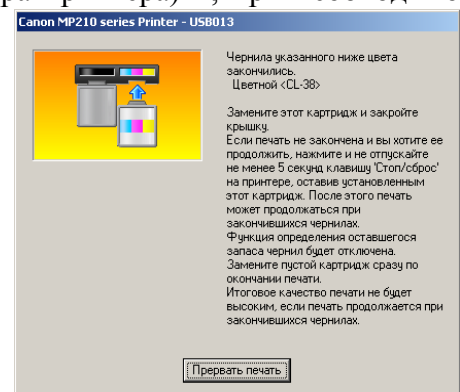 Canon MP210 series Printer - USB013
Чернила указанного ниже цвета
закончились.
Цветной <CL-38>
Замените этот картридж и закройте
крышку.
Если печать не закончена и вы хотите ее
продолжить, нажмите и не отпускайте
не менее 5 секунд клавишу 'Стоп/сброс'
на принтере, оставив установленным
этот картридж. После этого печать
может продолжаться при
закончившихся чернилах.
Функция определения оставшегося
запаса чернил будет отключена.
Замените пустой картридж сразу по
окончании печати.
Итоговое качество печати не будет
высоким, если печать продолжается при
закончившихся чернилах.
Прервать печать